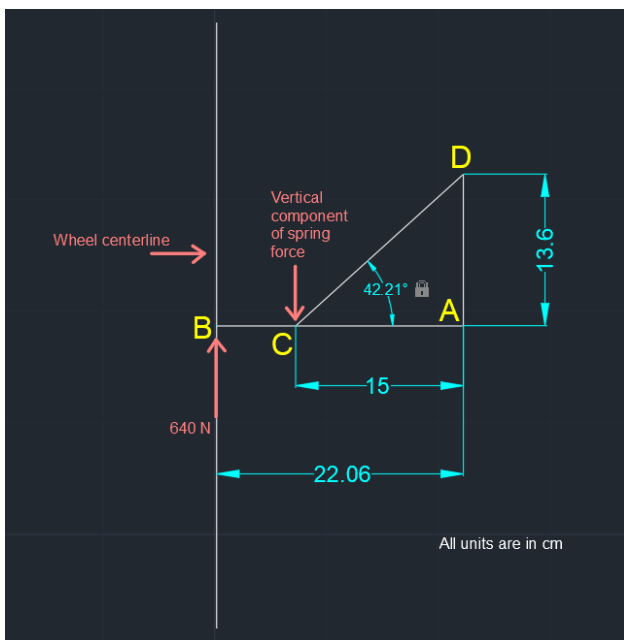 D
Vertical
component
of spring
force
Wheel centerline
13.6
42.21°
A
B
C
15
640 N
22.06
All units are in cm